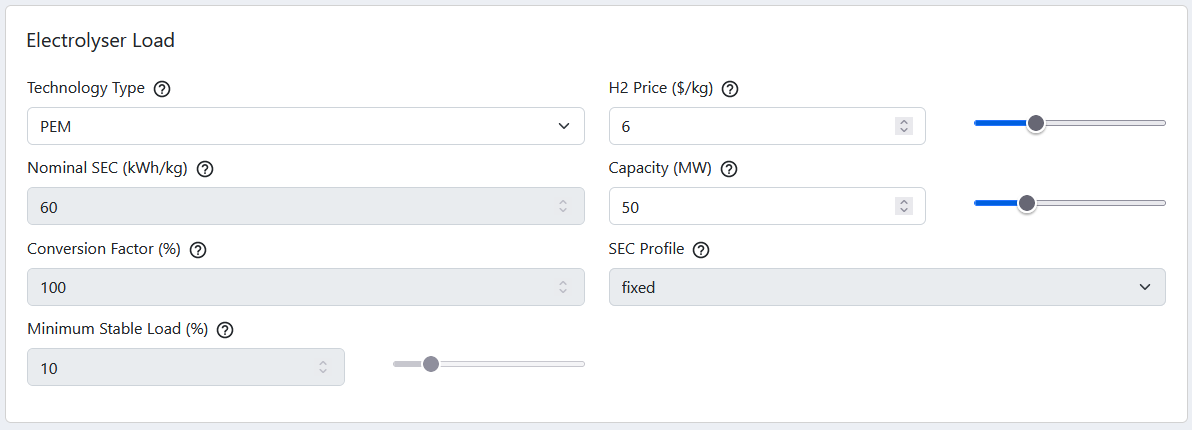 Electrolyser Load
Technology Type
PEM
H2 Price ($/kg)
6
Nominal SEC (kWh/kg)
60
Capacity (MW)
50
Conversion Factor (%)
100
SEC Profile
fixed
Minimum Stable Load (%)
10